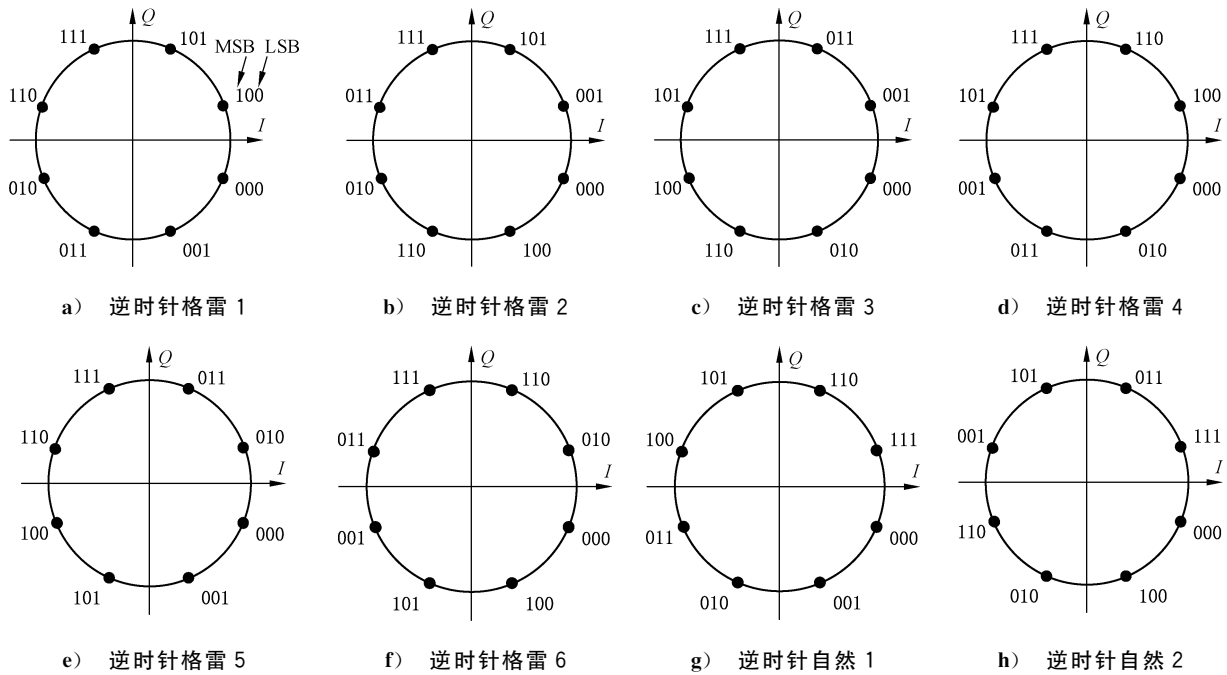 Q
111 101 MSB LSB
110 100
I
010 000
011 001
a) 逆时针格雷 1
Q
111 101
011 001
I
010 000
110 100
b) 逆时针格雷 2
Q
111 011
101 001
I
100 000
110 010
c) 逆时针格雷 3
Q
111 110
101 100
I
001 000
011 010
d) 逆时针格雷 4
Q
111 011
110 010
I
100 000
101 001
e) 逆时针格雷 5
Q
111 110
011 010
I
001 000
101 100
f) 逆时针格雷 6
Q
101 110
100 111
I
011 000
010 001
g) 逆时针自然 1
Q
101 011
001 111
I
110 000
010 100
h) 逆时针自然 2